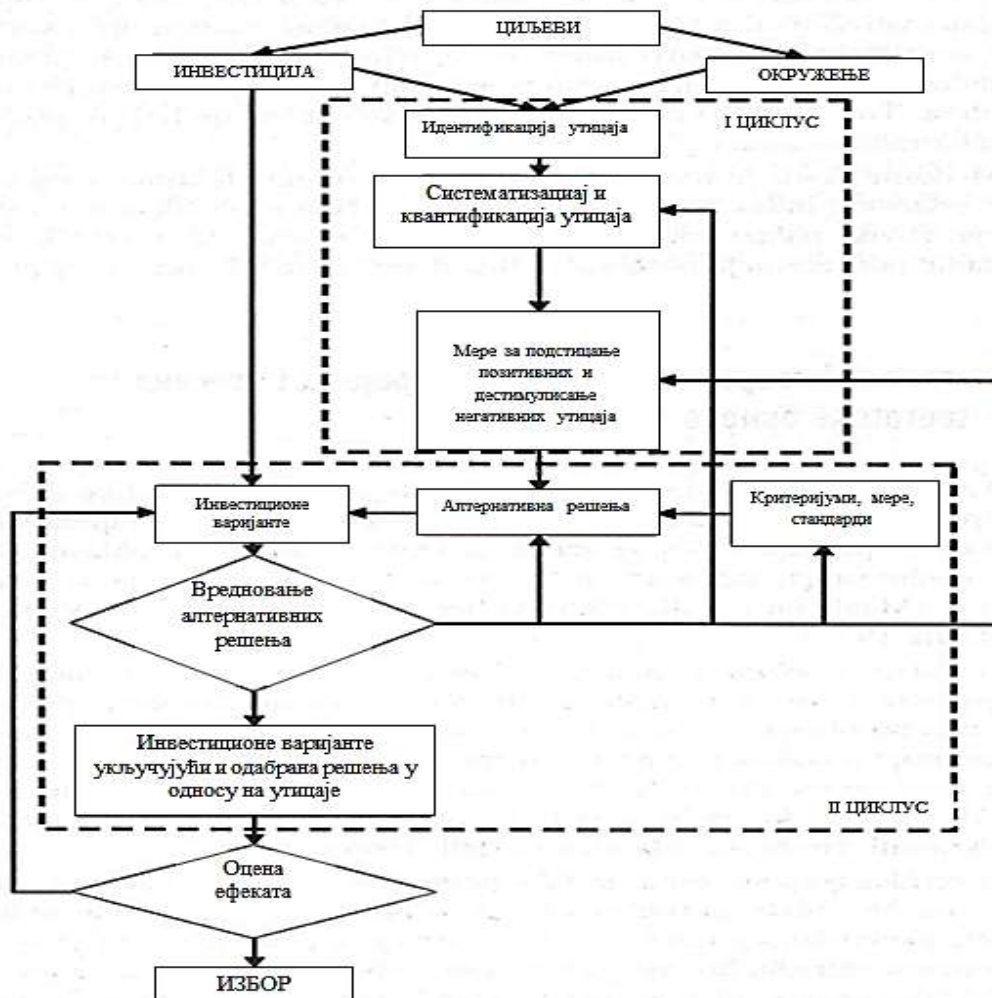 ЦИЉЕВИ
ИНВЕСТИЦИЈА
ОКРУЖЕЊЕ
Идентификација утицаја
I ЦИКЛУС
Систематизациај и
квантификација утицаја
Мере за подстицање
позитивних и
дестимулисање
негативних утицаја
Инвестиционе
варијанте
Алтернативна решења
Критеријуми, мере,
стандарди
Вредновање
алтернативних
решења
Инвестиционе варијанте
укључујући и одабрана решења у
односу на утицаје
II ЦИКЛУС
Оцена
ефеката
ИЗБОР